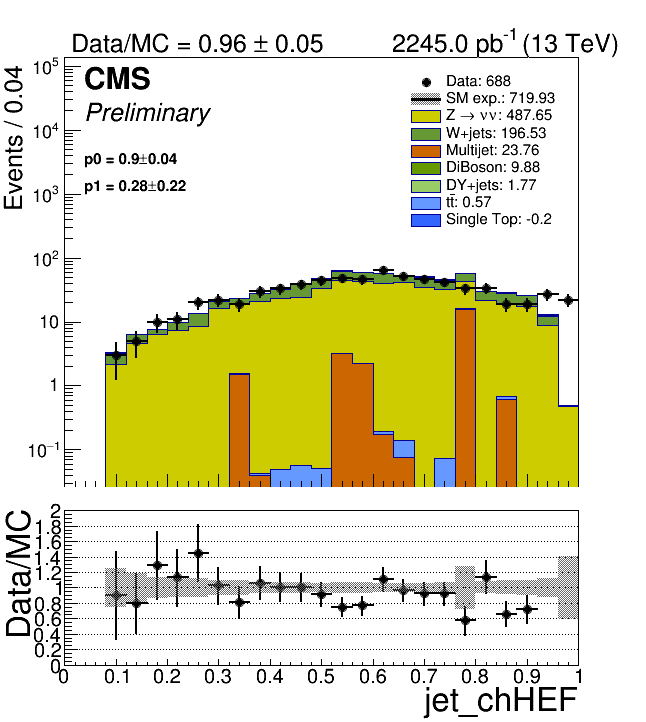 Data/MC = 0.96 ± 0.05 2245.0 pb⁻¹ (13 TeV)
CMS
Preliminary
p0 = 0.9±0.04
p1 = 0.28±0.22
Data: 688
SM exp.: 719.93
Z → νν: 487.65
W+jets: 196.53
Multijet: 23.76
DiBoson: 9.88
DY+jets: 1.77
tt̄: 0.57
Single Top: -0.2
Events / 0.04
10⁵
10⁴
10³
10²
10
1
10⁻¹
Data/MC
2
1.8
1.6
1.4
1.2
1
0.8
0.6
0.4
0.2
0
0 0.1 0.2 0.3 0.4 0.5 0.6 0.7 0.8 0.9 1
jet_chHEF